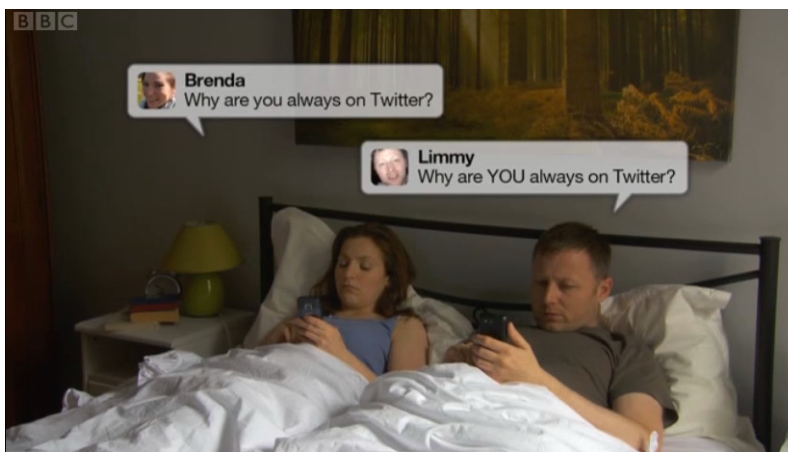 BBC
Brenda
Why are you always on Twitter?
Limmy
Why are YOU always on Twitter?